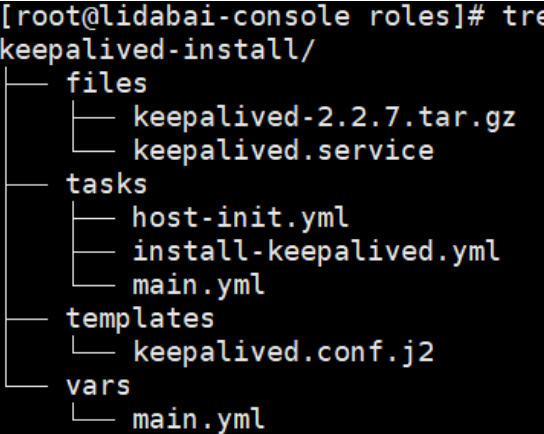 [root@lidabai-console roles]# tre
keepalived-install/
├── files
│   ├── keepalived-2.2.7.tar.gz
│   └── keepalived.service
├── tasks
│   ├── host-init.yml
│   ├── install-keepalived.yml
│   └── main.yml
├── templates
│   └── keepalived.conf.j2
└── vars
    └── main.yml